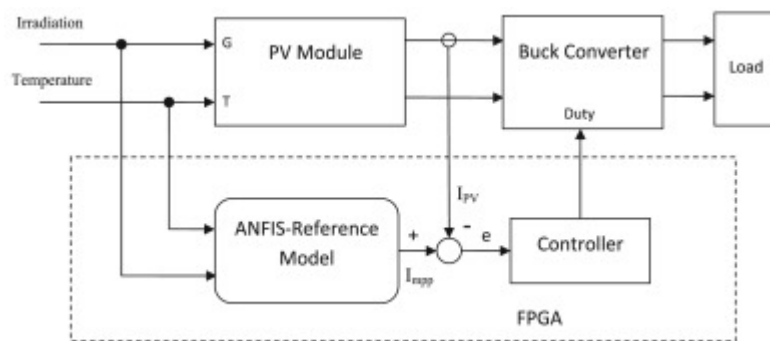 Irradiation
G
PV Module
Buck Converter
Load
Temperature
T
Duty
I_PV
ANFIS-Reference
Model
+
-
e
Controller
I_mpp
FPGA